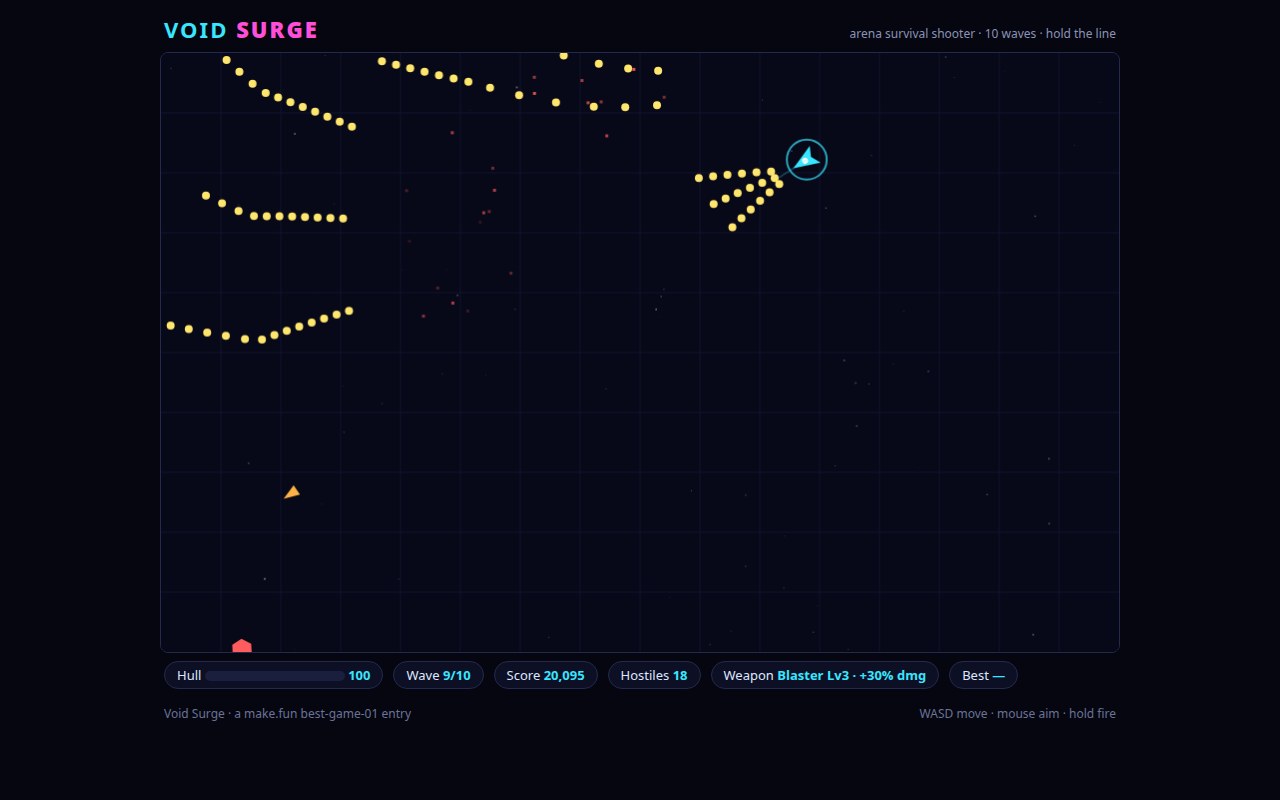 VOID SURGE
arena survival shooter · 10 waves · hold the line
Hull 100
Wave 9/10
Score 20,095
Hostiles 18
Weapon Blaster Lv3 · +30% dmg
Best —
Void Surge · a make.fun best-game-01 entry
WASD move · mouse aim · hold fire